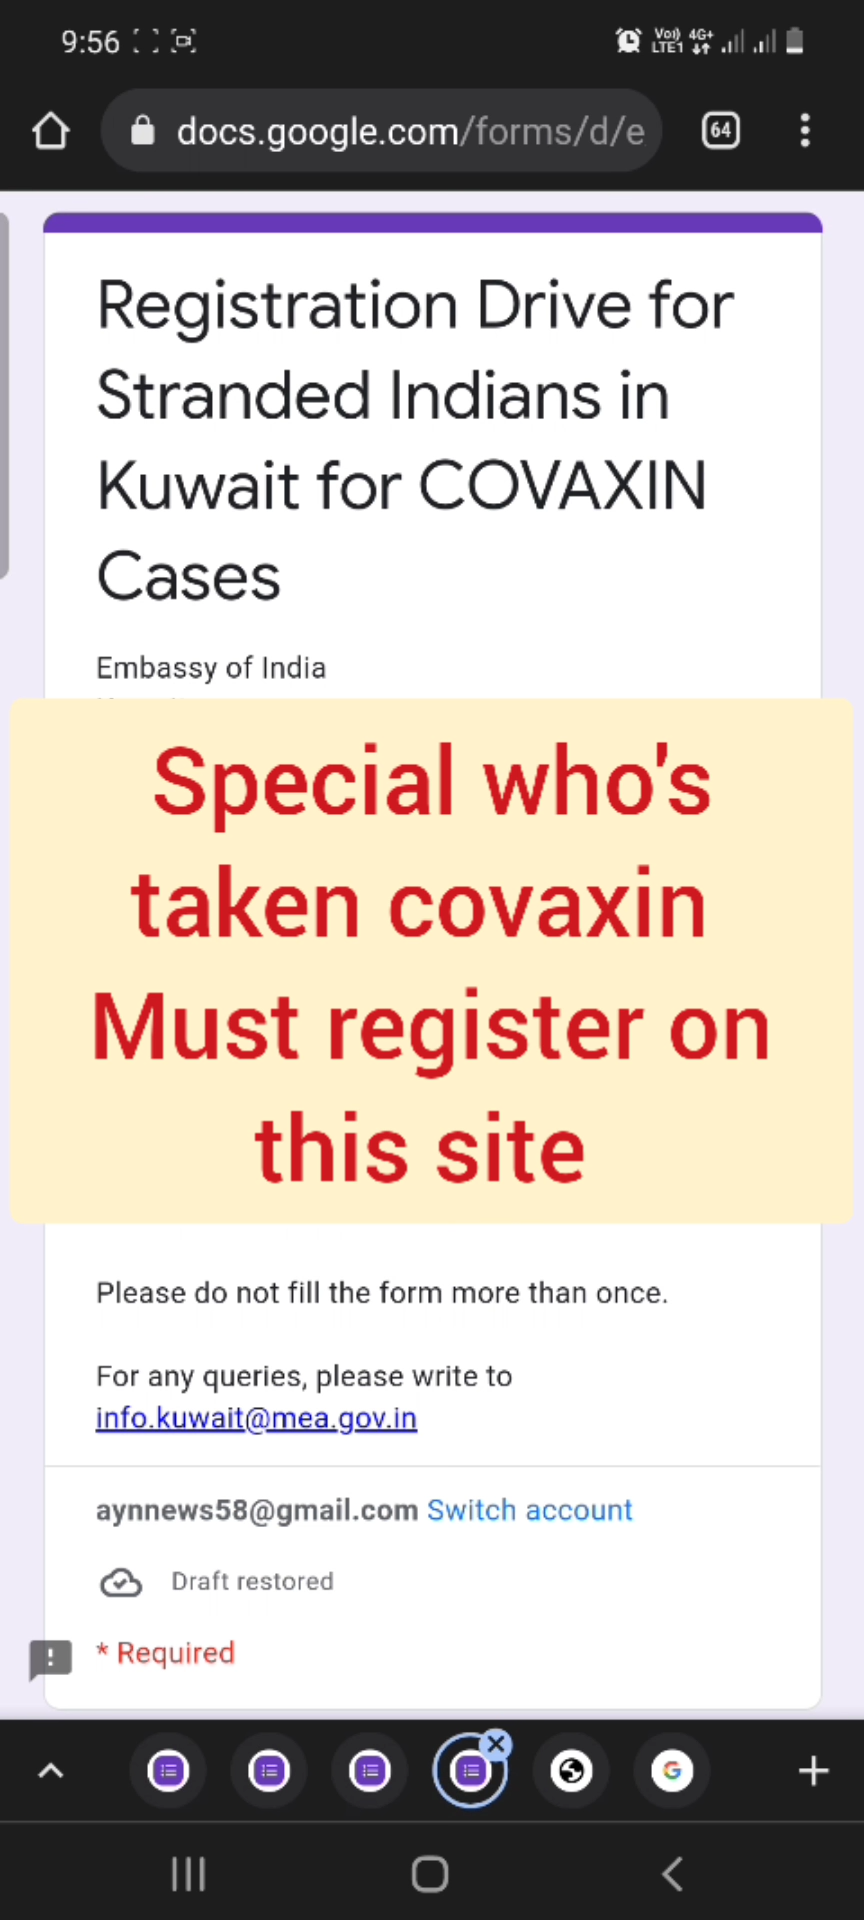 9:56
Vo))
LTE1
4G+
docs.google.com/forms/d/e
64
Registration Drive for
Stranded Indians in
Kuwait for COVAXIN
Cases
Embassy of India
Special who's
taken covaxin
Must register on
this site
Please do not fill the form more than once.
For any queries, please write to
info.kuwait@mea.gov.in
aynnews58@gmail.com Switch account
Draft restored
* Required